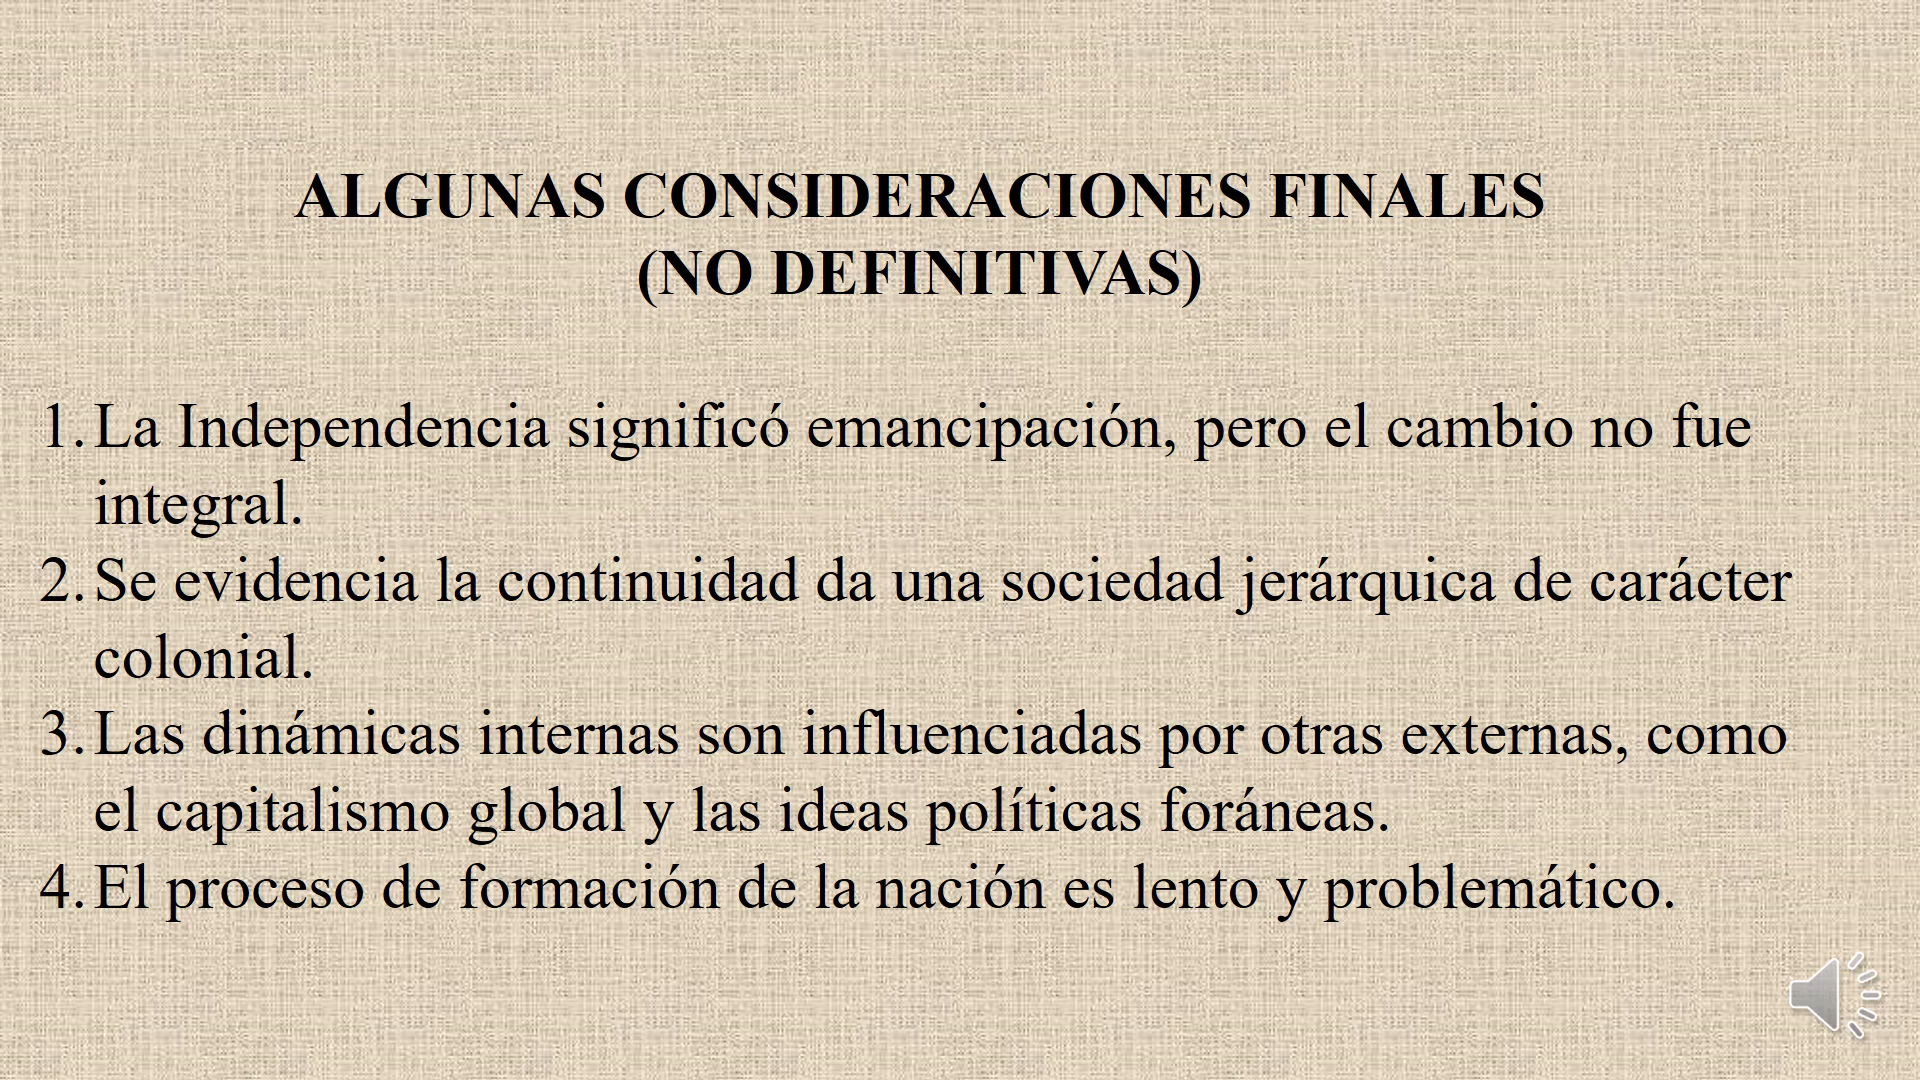 ALGUNAS CONSIDERACIONES FINALES
(NO DEFINITIVAS)
1. La Independencia significó emancipación, pero el cambio no fue
integral.
2. Se evidencia la continuidad da una sociedad jerárquica de carácter
colonial.
3. Las dinámicas internas son influenciadas por otras externas, como
el capitalismo global y las ideas políticas foráneas.
4. El proceso de formación de la nación es lento y problemático.